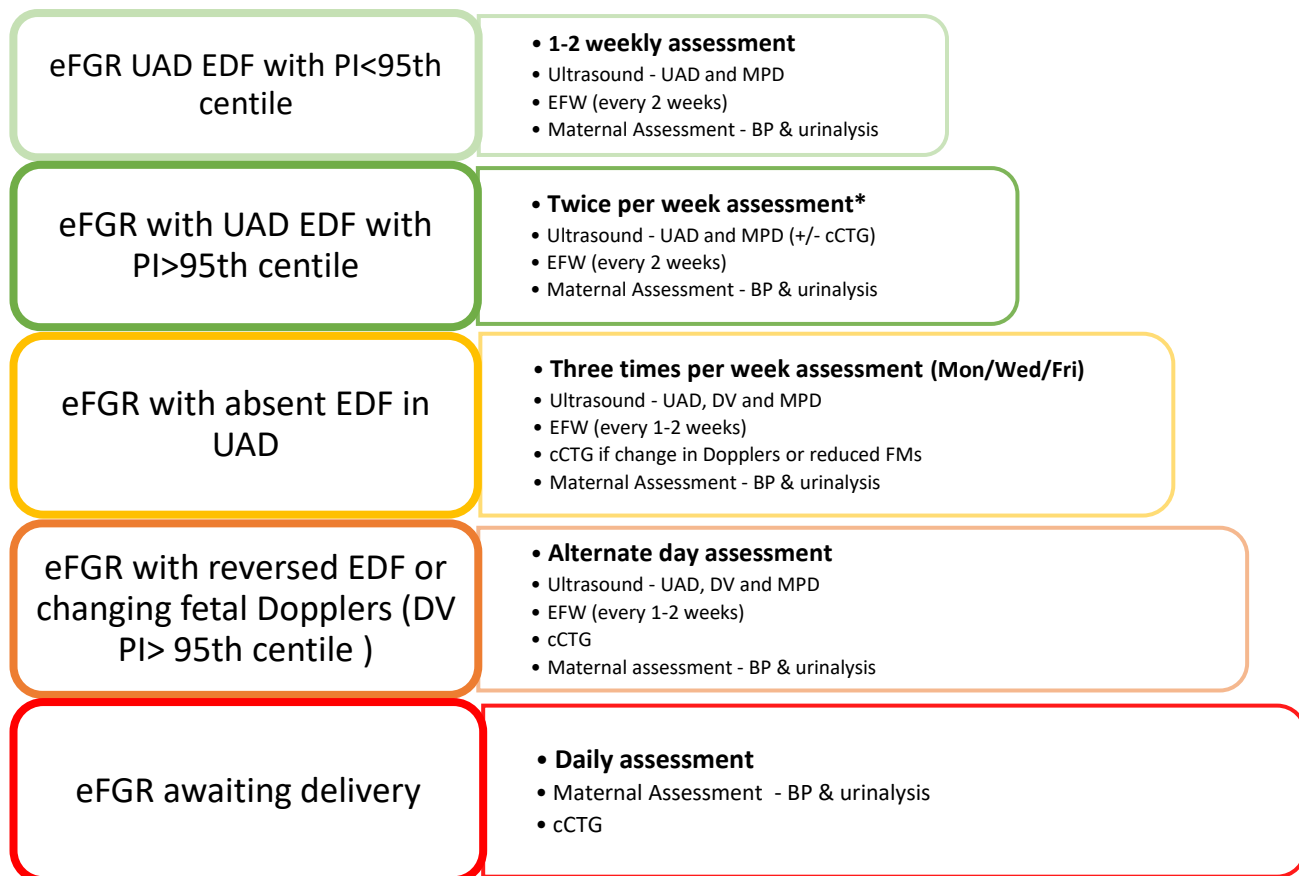 eFGR UAD EDF with PI<95th
centile
• 1-2 weekly assessment
• Ultrasound - UAD and MPD
• EFW (every 2 weeks)
• Maternal Assessment - BP & urinalysis
eFGR with UAD EDF with
PI>95th centile
• Twice per week assessment*
• Ultrasound - UAD and MPD (+/- cCTG)
• EFW (every 2 weeks)
• Maternal Assessment - BP & urinalysis
eFGR with absent EDF in
UAD
• Three times per week assessment (Mon/Wed/Fri)
• Ultrasound - UAD, DV and MPD
• EFW (every 1-2 weeks)
• cCTG if change in Dopplers or reduced FMs
• Maternal Assessment - BP & urinalysis
eFGR with reversed EDF or
changing fetal Dopplers (DV
PI> 95th centile )
• Alternate day assessment
• Ultrasound - UAD, DV and MPD
• EFW (every 1-2 weeks)
• cCTG
• Maternal assessment - BP & urinalysis
eFGR awaiting delivery
• Daily assessment
• Maternal Assessment  - BP & urinalysis
• cCTG